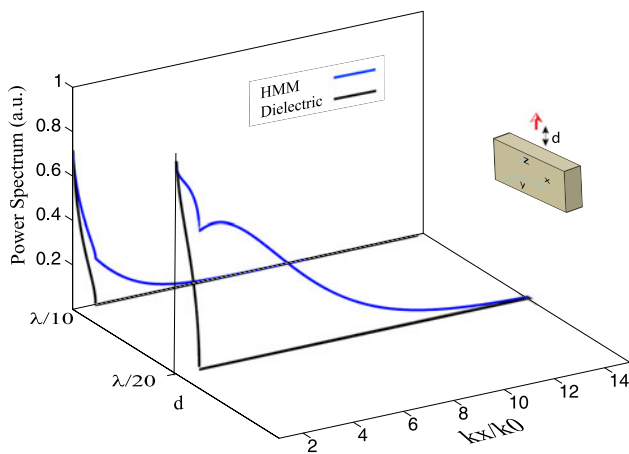 Power Spectrum (a.u.)
1
0.8
0.6
0.4
0.2
HMM
Dielectric
d
z
x
y
λ/10
λ/20
d
2
4
6
8
10
12
14
kx/k0